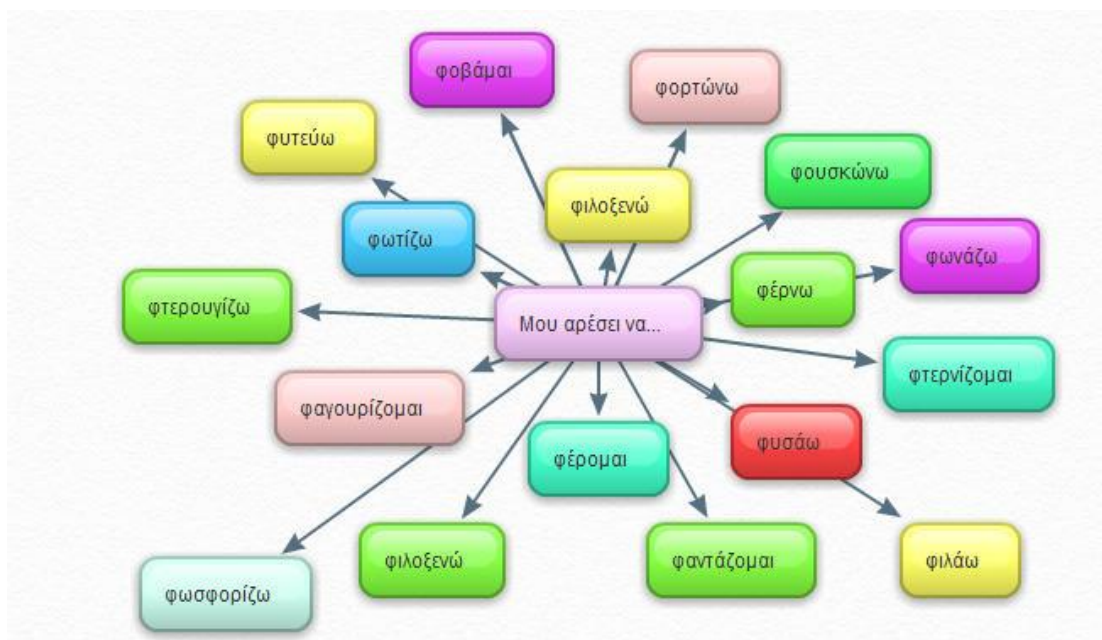 φοβάμαι
φορτώνω
φυτεύω
φουσκώνω
φιλοξενώ
φωτίζω
φωνάζω
φέρνω
φτερουγίζω
Μου αρέσει να...
φτερνίζομαι
φαγουρίζομαι
φυσάω
φέρομαι
φιλοξενώ
φαντάζομαι
φιλάω
φωσφορίζω